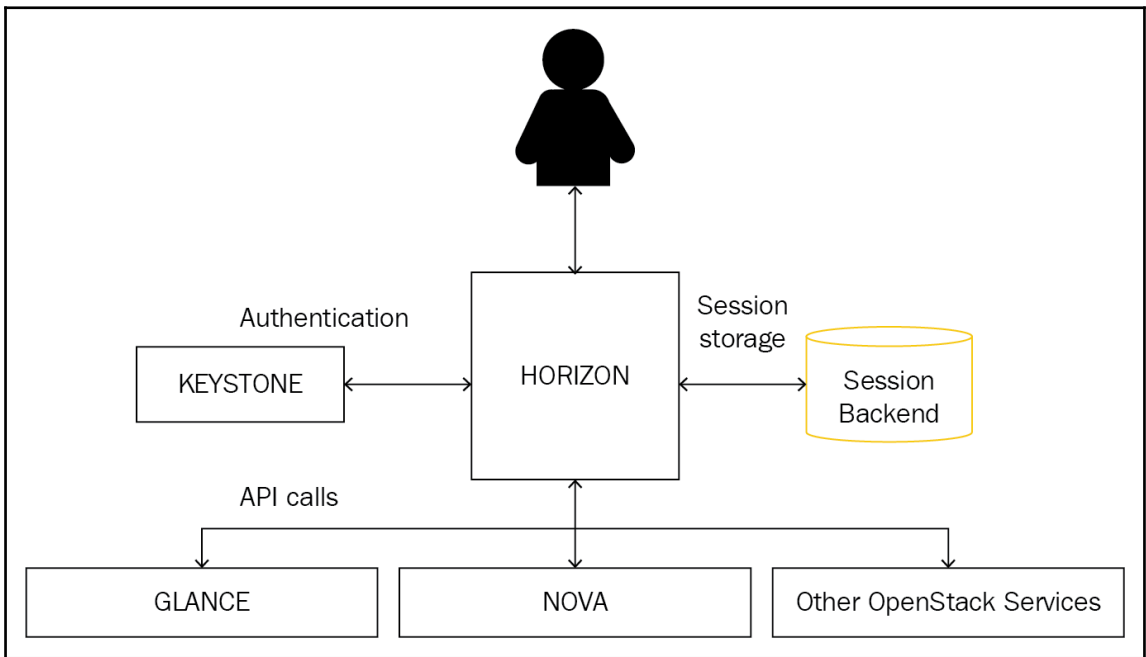 Authentication
Session
storage
KEYSTONE
HORIZON
Session
Backend
API calls
GLANCE
NOVA
Other OpenStack Services